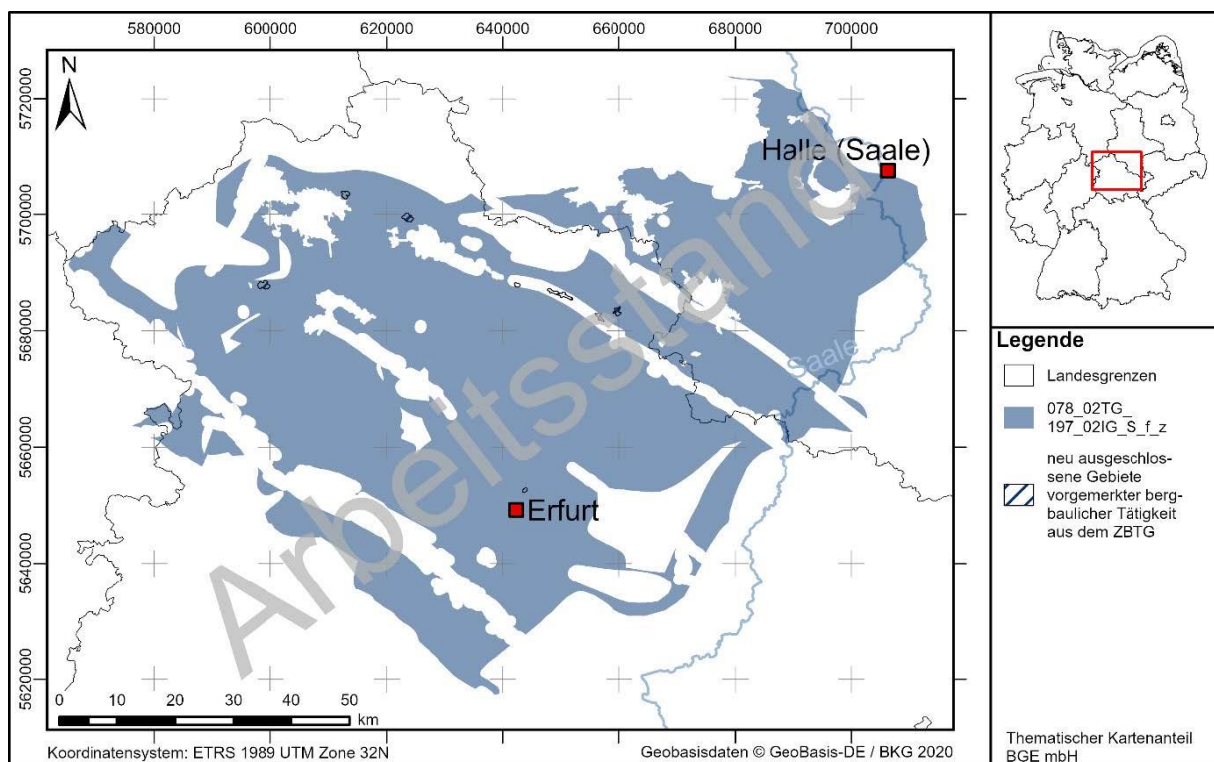 580000 600000 620000 640000 660000 680000 700000
N
5720000
5700000
5680000
5660000
5640000
5620000
Halle (Saale)
Saale
Erfurt
Arbeitsstand
0 10 20 30 40 50
km
Koordinatensystem: ETRS 1989 UTM Zone 32N
Geobasisdaten © GeoBasis-DE / BKG 2020
Legende
Landesgrenzen
078_02TG_
197_02IG_S_f_z
neu ausgeschlos-
sene Gebiete
vorgemerkter berg-
baulicher Tätigkeit
aus dem ZBTG
Thematischer Kartenanteil
BGE mbH